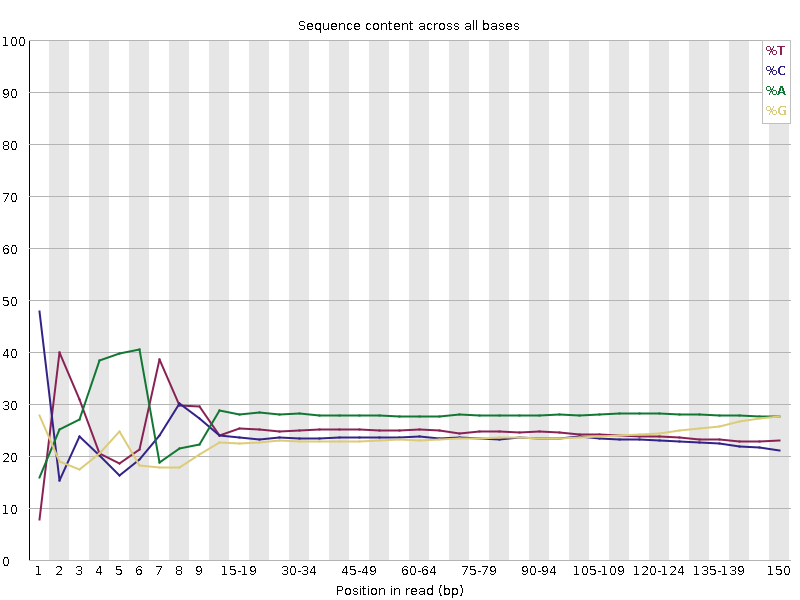 Sequence content across all bases
100
90
80
70
60
50
40
30
20
10
0
%T
%C
%A
%G
1 2 3 4 5 6 7 8 9 15-19 30-34 45-49 60-64 75-79 90-94 105-109 120-124 135-139 150
Position in read (bp)